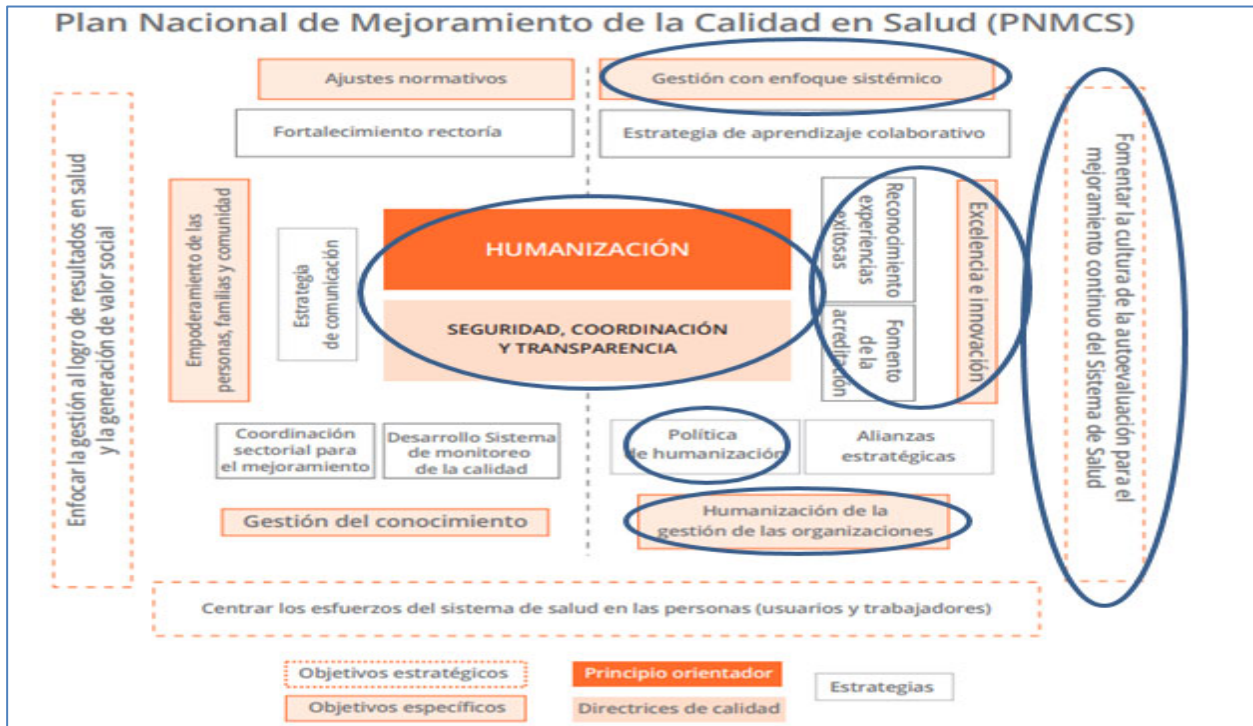 Plan Nacional de Mejoramiento de la Calidad en Salud (PNMCS)
Ajustes normativos
Gestión con enfoque sistémico
Fortalecimiento rectoría
Estrategia de aprendizaje colaborativo
Enfocar la gestión al logro de resultados en salud
y la generación de valor social
Empoderamiento de las
personas, familias y comunidad
Estrategia
de comunicación
HUMANIZACIÓN
SEGURIDAD, COORDINACIÓN
Y TRANSPARENCIA
Reconocimiento
experiencias
exitosas
Fomento
de la
acreditación
Excelencia e innovación
Fomentar la cultura de la autoevaluación para el
mejoramiento continuo del Sistema de Salud
Coordinación
sectorial para
el mejoramiento
Desarrollo Sistema
de monitoreo
de la calidad
Política
de humanización
Alianzas
estratégicas
Gestión del conocimiento
Humanización de la
gestión de las organizaciones
Centrar los esfuerzos del sistema de salud en las personas (usuarios y trabajadores)
Objetivos estratégicos
Principio orientador
Estrategias
Objetivos específicos
Directrices de calidad